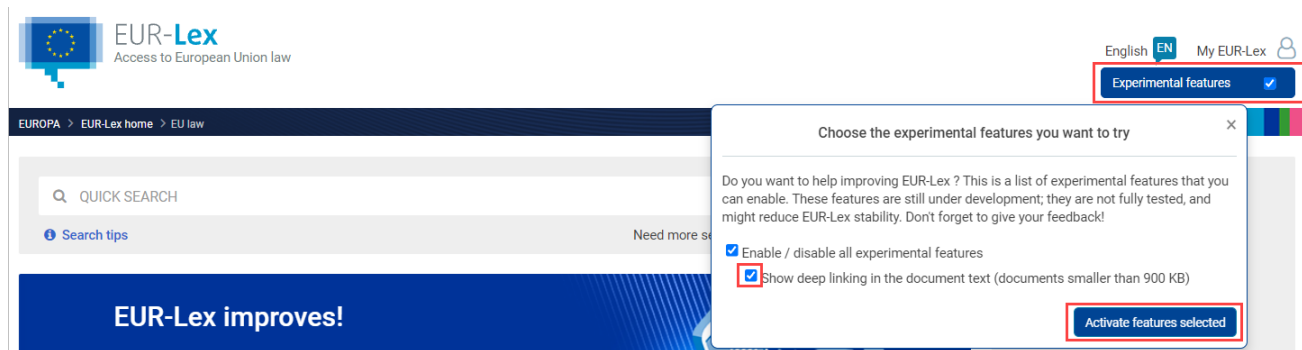 EUR-Lex
Access to European Union law
English EN My EUR-Lex
Experimental features
EUROPA > EUR-Lex home > EU law
Choose the experimental features you want to try ×
QUICK SEARCH
Search tips
Need more se
Do you want to help improving EUR-Lex ? This is a list of experimental features that you
can enable. These features are still under development; they are not fully tested, and
might reduce EUR-Lex stability. Don't forget to give your feedback!
Enable / disable all experimental features
Show deep linking in the document text (documents smaller than 900 KB)
Activate features selected
EUR-Lex improves!